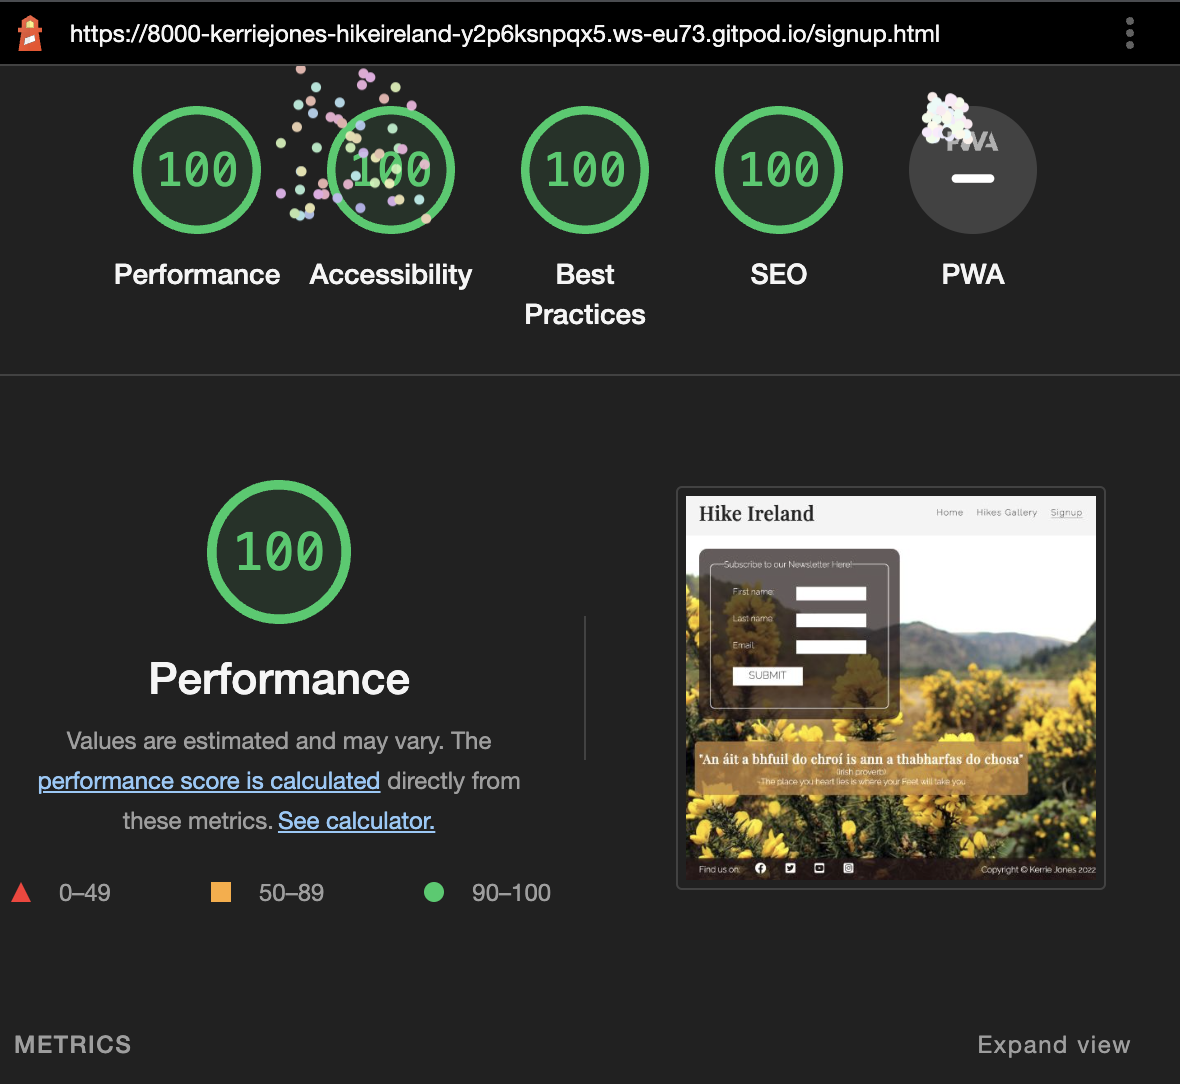 https://8000-kerriejones-hikeireland-y2p6ksnpqx5.ws-eu73.gitpod.io/signup.html
100
100
100
100
PWA
Performance
Accessibility
Best
Practices
SEO
PWA
100
Performance
Values are estimated and may vary. The
performance score is calculated directly from
these metrics. See calculator.
0–49
50–89
90–100
Hike Ireland
Home
Hikes Gallery
Signup
Subscribe to our Newsletter Here!
First name:
Last name:
Email:
SUBMIT
"An áit a bhfuil do chroí is ann a thabharfas do chosa"
(Irish proverb)
-The place you heart lies is where your Feet will take you
Find us on:
Copyright © Kerrie Jones 2022
METRICS
Expand view